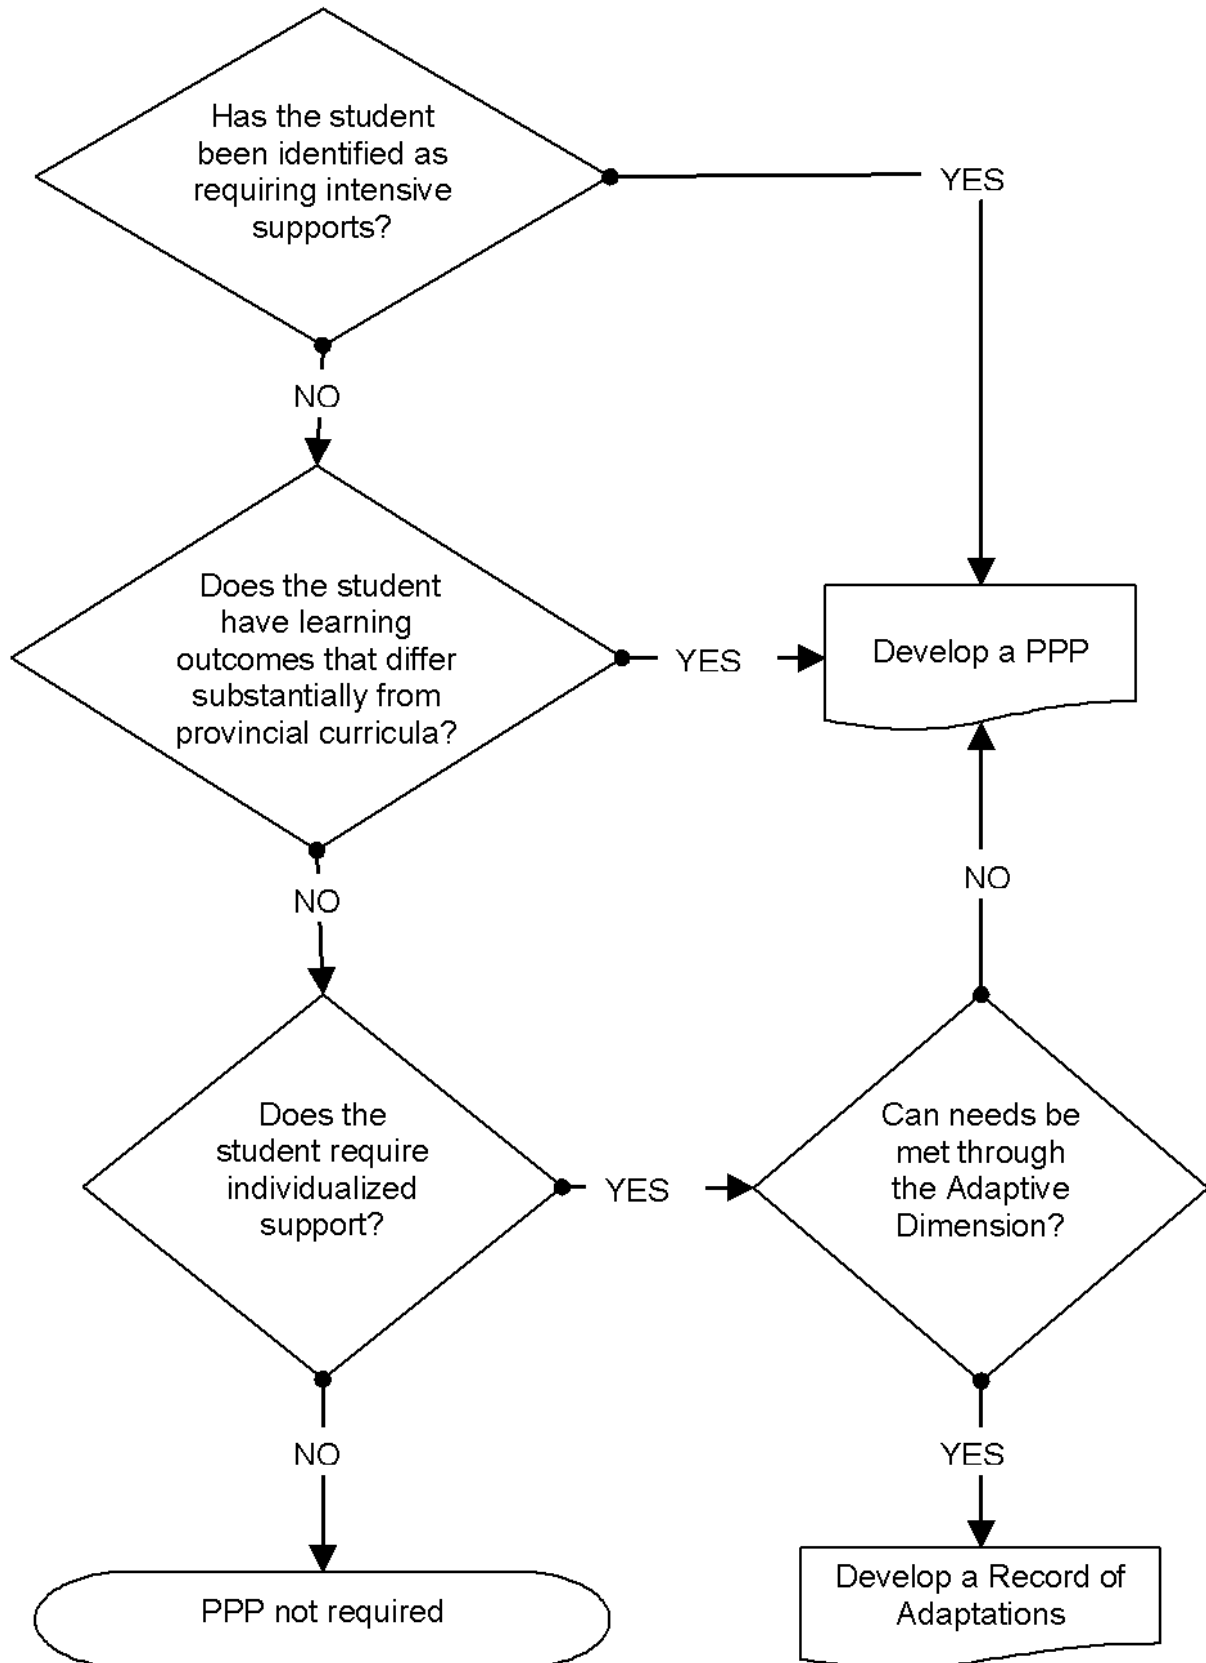 Has the student
been identified as
requiring intensive
supports?
YES
NO
Does the student
have learning
outcomes that differ
substantially from
provincial curricula?
YES
Develop a PPP
NO
NO
Does the
student require
individualized
support?
YES
Can needs be
met through
the Adaptive
Dimension?
NO
YES
PPP not required
Develop a Record of
Adaptations